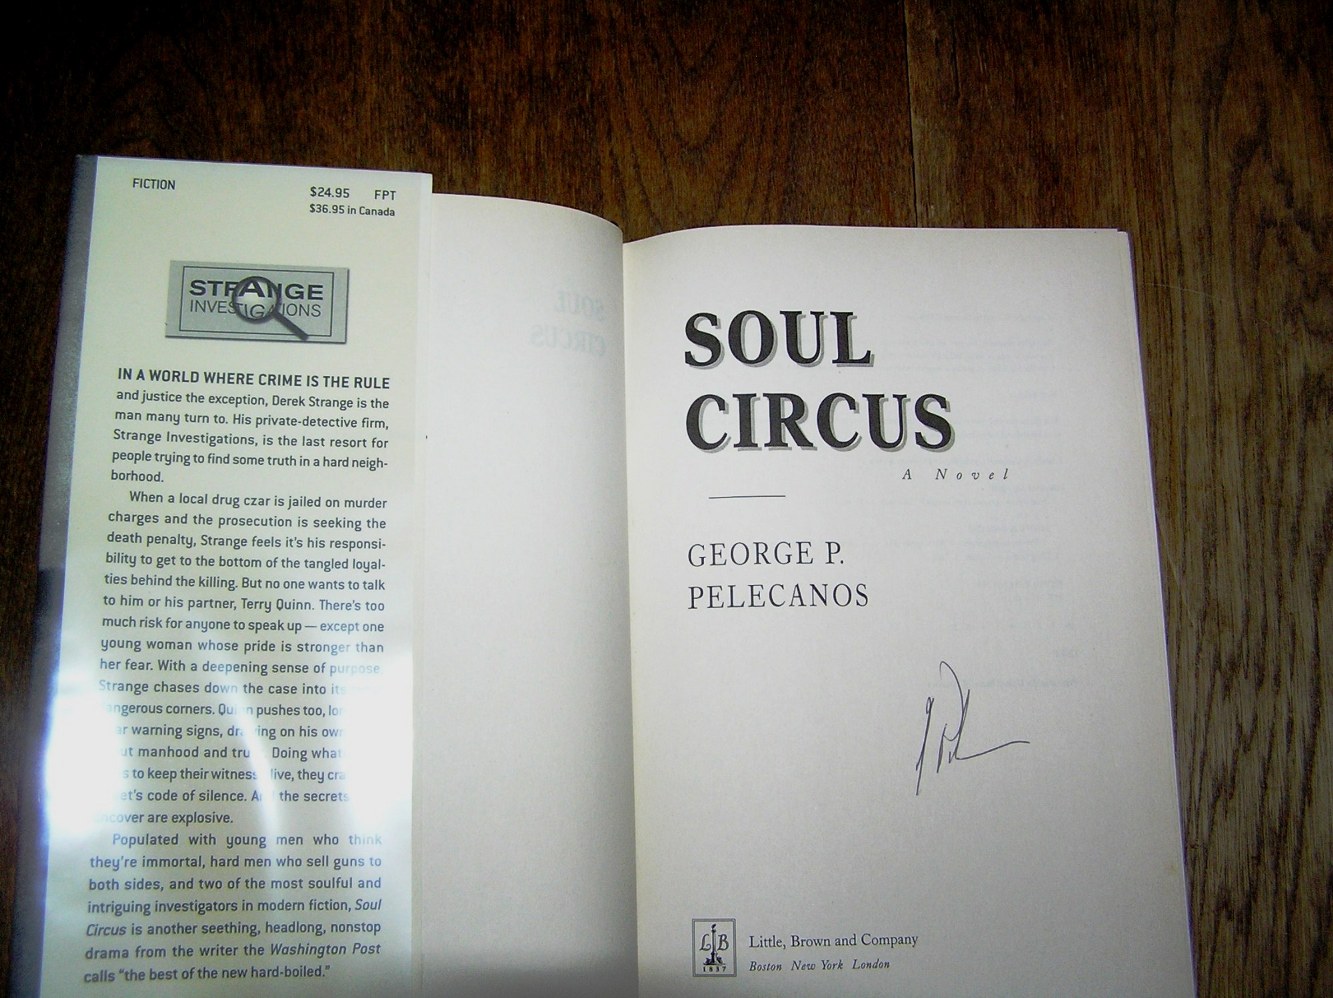 FICTION
$24.95 FPT
$36.95 in Canada
STRANGE
INVESTIGATIONS
IN A WORLD WHERE CRIME IS THE RULE
and justice the exception, Derek Strange is the
man many turn to. His private-detective firm,
Strange Investigations, is the last resort for
people trying to find some truth in a hard neigh-
borhood.
When a local drug czar is jailed on murder
charges and the prosecution is seeking the
death penalty, Strange feels it's his responsi-
bility to get to the bottom of the tangled loyal-
ties behind the killing. But no one wants to talk
to him or his partner, Terry Quinn. There's too
much risk for anyone to speak up — except one
young woman whose pride is stronger than
her fear. With a deepening sense of purpose,
Strange chases down the case into its
corners. Quinn pushes too,
warning signs, on his own
manhood and Doing what
to keep their witness they
code of silence. the secrets
are explosive.
Populated with young men who think
they're immortal, hard men who sell guns to
both sides, and two of the most soulful and
intriguing investigators in modern fiction, Soul
Circus is another seething, headlong, nonstop
drama from the writer the Washington Post
calls "the best of the new hard-boiled."
SOUL
CIRCUS
A Novel
GEORGE P.
PELECANOS
LB
1837
Little, Brown and Company
Boston New York London